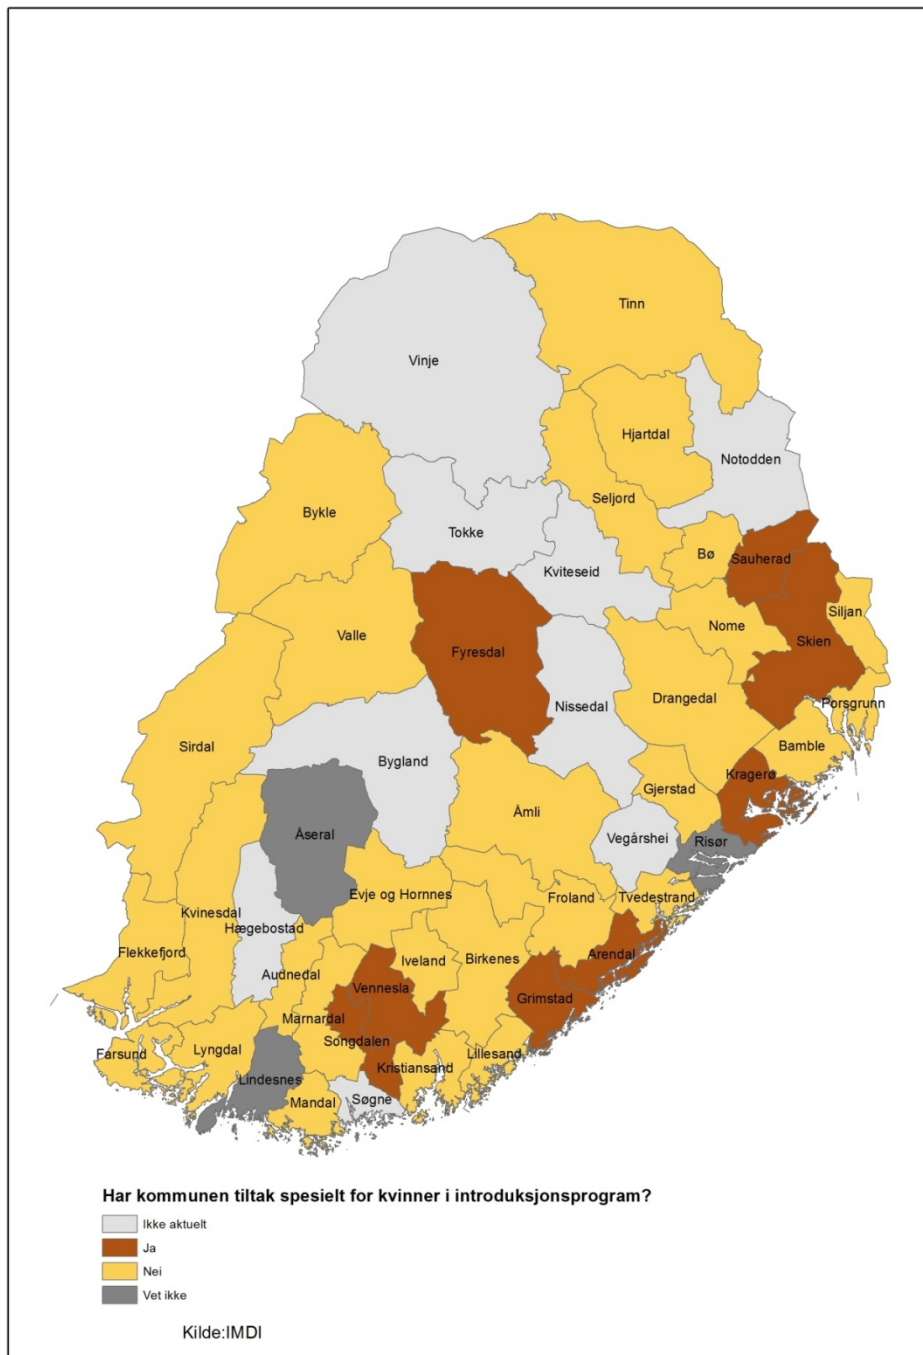 Tinn
Vinje
Hjartdal
Notodden
Seljord
Bykle
Tokke
Bø
Sauherad
Kviteseid
Siljan
Nome
Valle
Skien
Fyresdal
Drangedal
Nissedal
Porsgrunn
Sirdal
Bamble
Bygland
Kragerø
Gjerstad
Åmli
Åseral
Vegårshei
Risør
Evje og Hornnes
Froland
Tvedestrand
Kvinesdal
Hægebostad
Flekkefjord
Arendal
Birkenes
Iveland
Audnedal
Vennesla
Grimstad
Marnardal
Songdalen
Lyngdal
Lillesand
Farsund
Kristiansand
Lindesnes
Søgne
Mandal
Har kommunen tiltak spesielt for kvinner i introduksjonsprogram?
Ikke aktuelt
Ja
Nei
Vet ikke
Kilde:IMDI